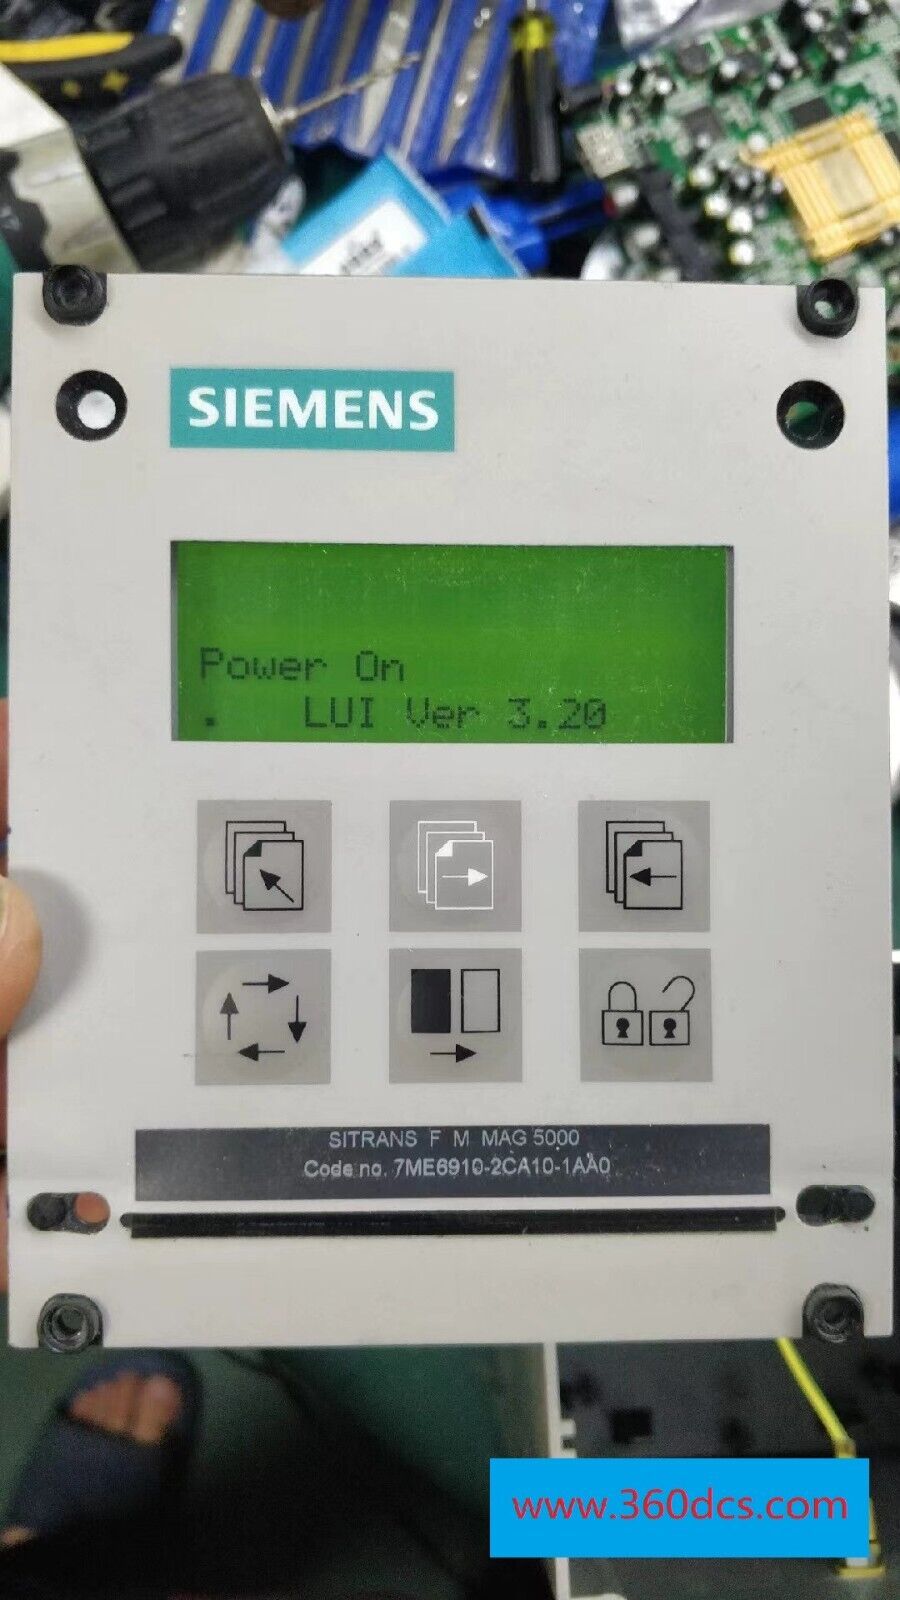 SIEMENS
Power On
. LUI Ver 3.20
SITRANS F M MAG 5000
Code no. 7ME6910-2CA10-1AA0
www.360dcs.com